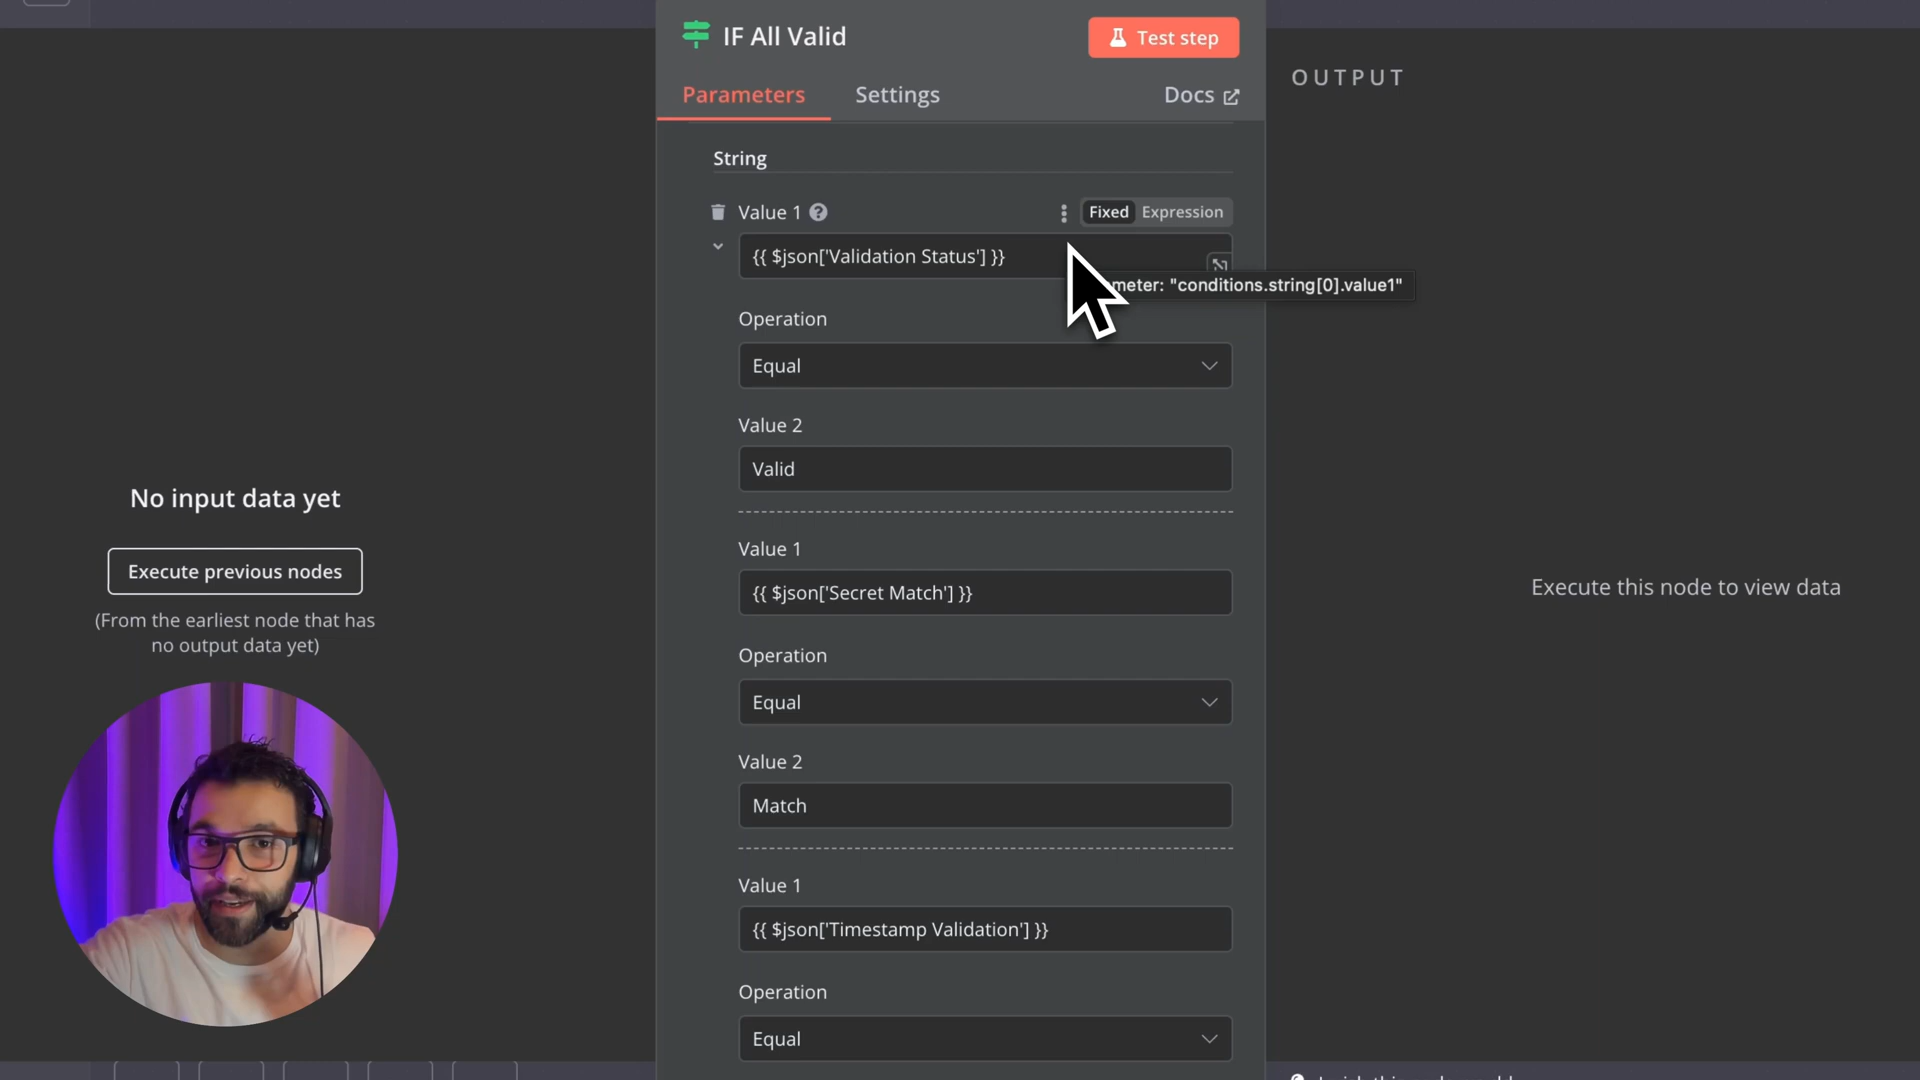 IF All Valid
Test step
Parameters
Settings
Docs
OUTPUT
String
Value 1
Fixed
Expression
{{ $json['Validation Status'] }}
meter: "conditions.string[0].value1"
Operation
Equal
Value 2
Valid
No input data yet
Execute previous nodes
(From the earliest node that has
no output data yet)
Value 1
{{ $json['Secret Match'] }}
Operation
Equal
Value 2
Match
Value 1
{{ $json['Timestamp Validation'] }}
Operation
Equal
Execute this node to view data